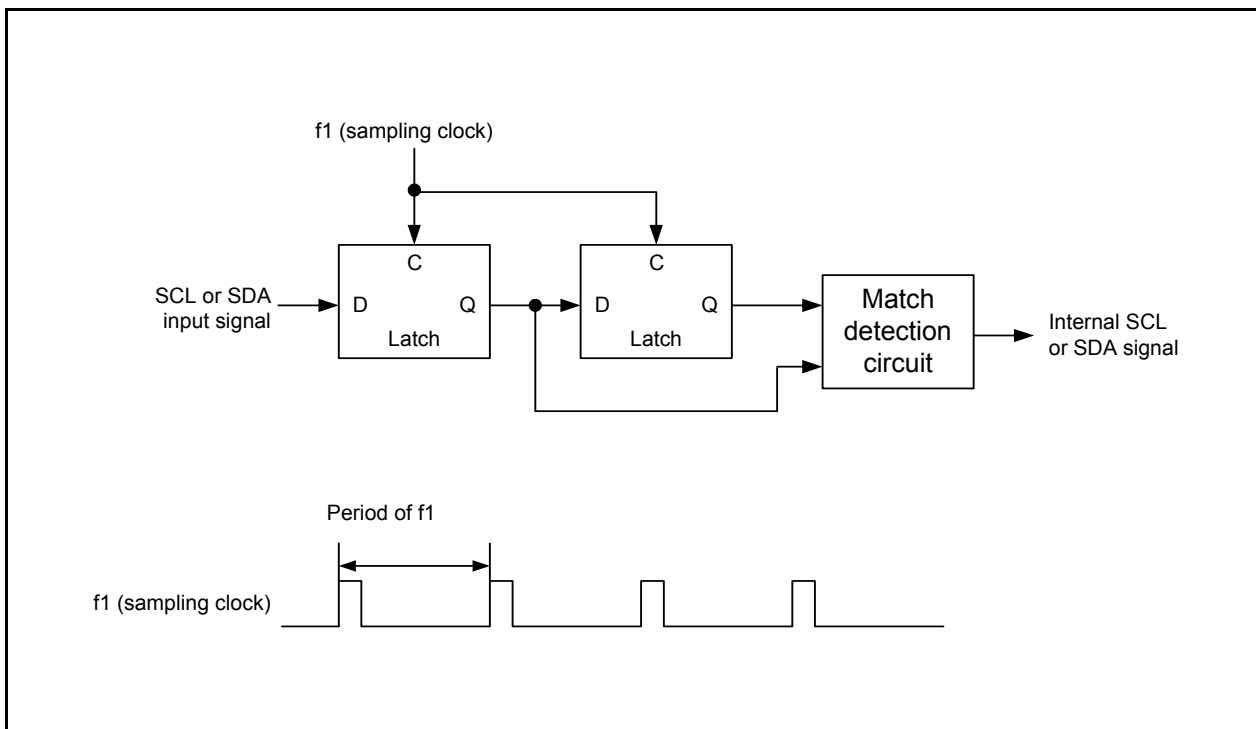 f1 (sampling clock)
C
C
SCL or SDA
input signal
D
Q
Latch
D
Q
Latch
Match
detection
circuit
Internal SCL
or SDA signal
Period of f1
f1 (sampling clock)